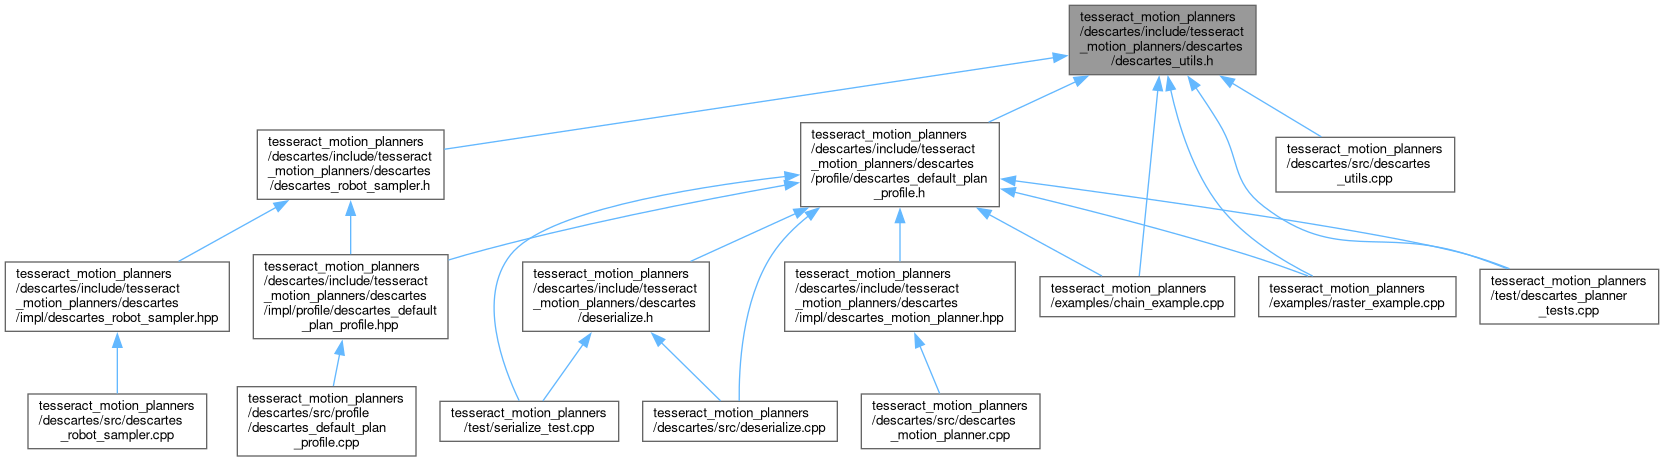 tesseract_motion_planners
/descartes/include/tesseract
_motion_planners/descartes
/descartes_utils.h
tesseract_motion_planners
/descartes/include/tesseract
_motion_planners/descartes
/descartes_robot_sampler.h
tesseract_motion_planners
/descartes/include/tesseract
_motion_planners/descartes
/profile/descartes_default_plan
_profile.h
tesseract_motion_planners
/descartes/src/descartes
_utils.cpp
tesseract_motion_planners
/descartes/include/tesseract
_motion_planners/descartes
/impl/descartes_robot_sampler.hpp
tesseract_motion_planners
/descartes/include/tesseract
_motion_planners/descartes
/impl/profile/descartes_default
_plan_profile.hpp
tesseract_motion_planners
/descartes/include/tesseract
_motion_planners/descartes
/deserialize.h
tesseract_motion_planners
/descartes/include/tesseract
_motion_planners/descartes
/impl/descartes_motion_planner.hpp
tesseract_motion_planners
/examples/chain_example.cpp
tesseract_motion_planners
/examples/raster_example.cpp
tesseract_motion_planners
/test/descartes_planner
_tests.cpp
tesseract_motion_planners
/descartes/src/descartes
_robot_sampler.cpp
tesseract_motion_planners
/descartes/src/profile
/descartes_default_plan
_profile.cpp
tesseract_motion_planners
/test/serialize_test.cpp
tesseract_motion_planners
/descartes/src/deserialize.cpp
tesseract_motion_planners
/descartes/src/descartes
_motion_planner.cpp